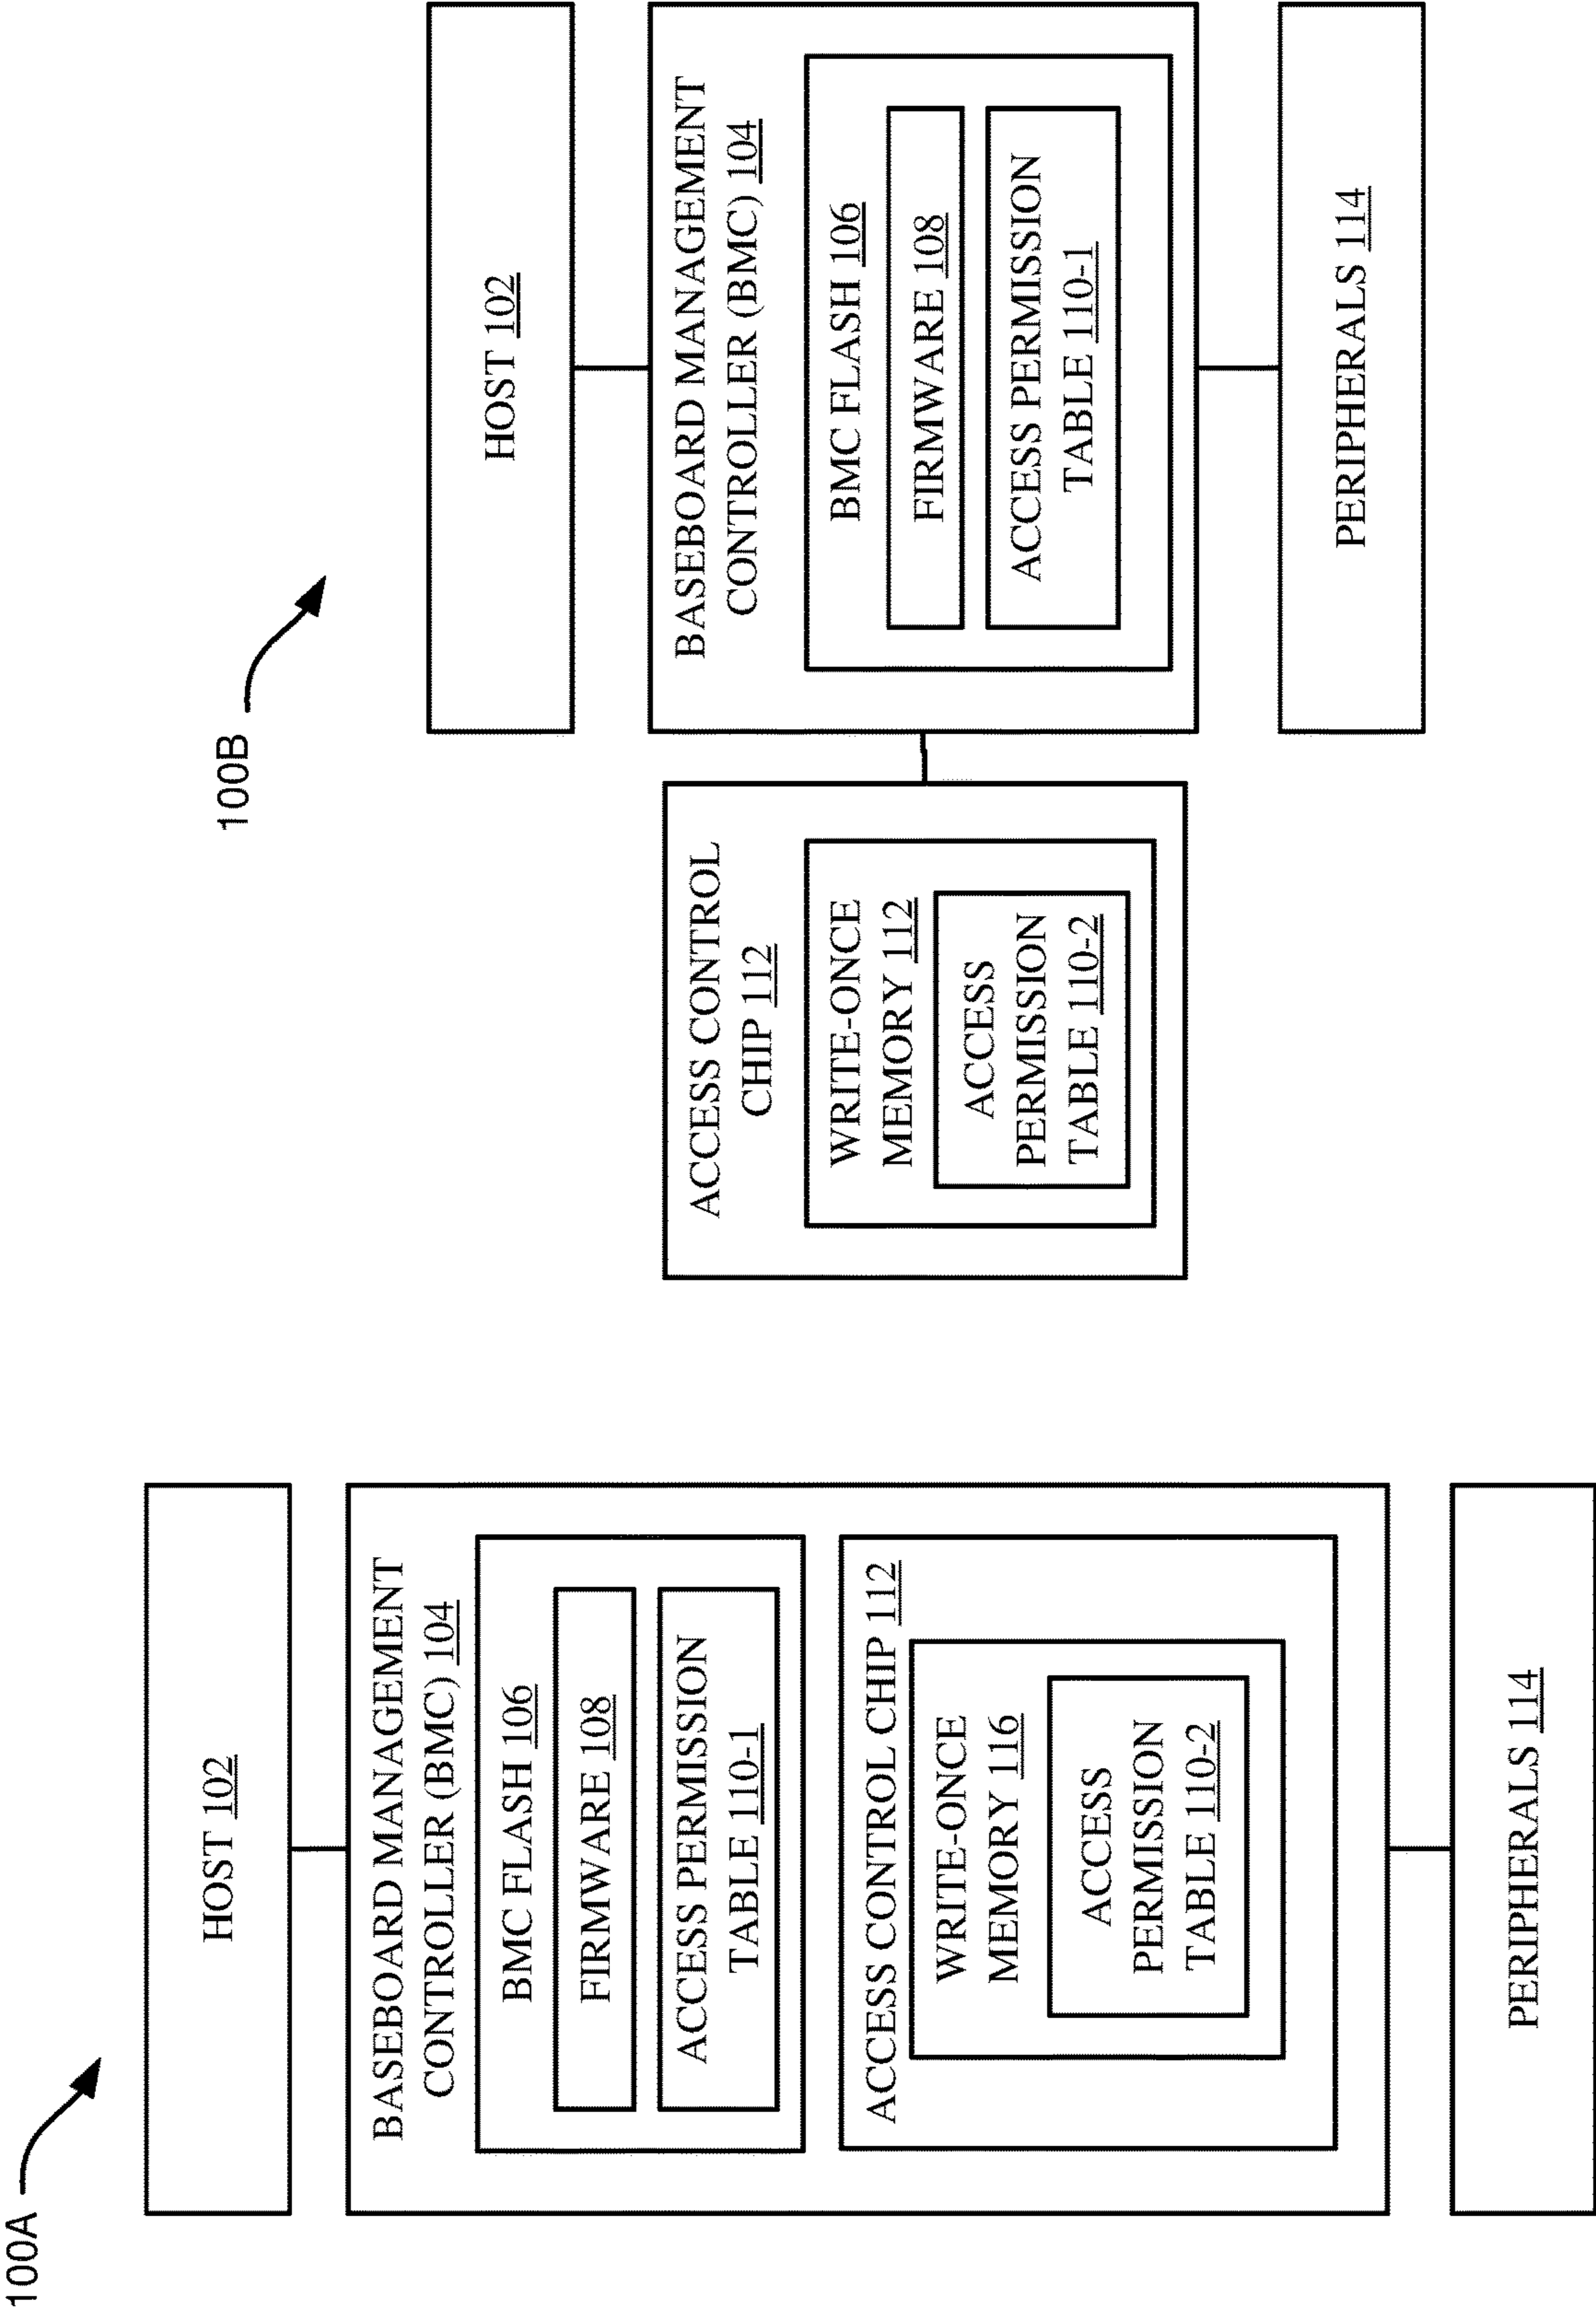 100A
HOST 102
BASEBOARD MANAGEMENT
CONTROLLER (BMC) 104
BMC FLASH 106
FIRMWARE 108
ACCESS PERMISSION
TABLE 110-1
ACCESS CONTROL CHIP 112
WRITE-ONCE
MEMORY 116
ACCESS
PERMISSION
TABLE 110-2
PERIPHERALS 114
100B
HOST 102
BASEBOARD MANAGEMENT
CONTROLLER (BMC) 104
BMC FLASH 106
FIRMWARE 108
ACCESS PERMISSION
TABLE 110-1
ACCESS CONTROL
CHIP 112
WRITE-ONCE
MEMORY 112
ACCESS
PERMISSION
TABLE 110-2
PERIPHERALS 114